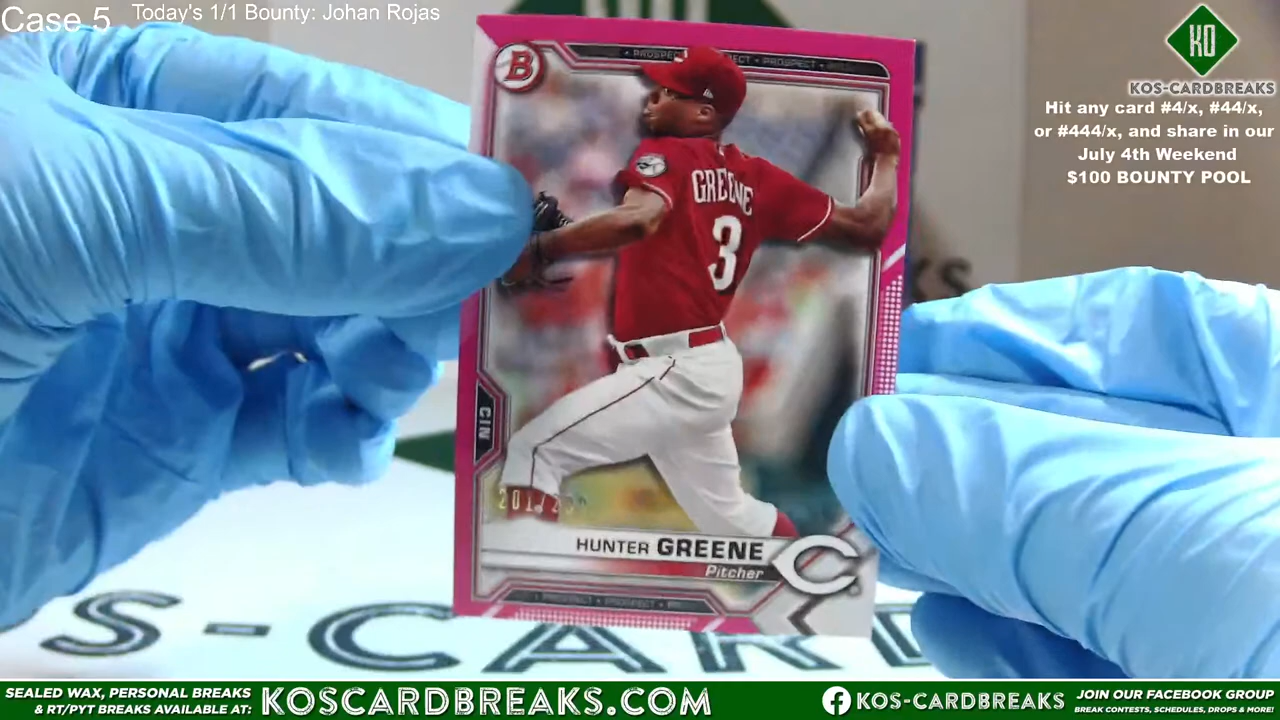 Case 5
Today's 1/1 Bounty: Johan Rojas
KO
KOS-CARDBREAKS
Hit any card #4/x, #44/x,
or #444/x, and share in our
July 4th Weekend
$100 BOUNTY POOL
B
PROSPECT
GREENE
3
CIN
HUNTER GREENE
Pitcher
C
PROSPECT • PROSPECT
S-CARD
SEALED WAX, PERSONAL BREAKS
& RT/PYT BREAKS AVAILABLE AT:
KOSCARDBREAKS.COM
KOS-CARDBREAKS
JOIN OUR FACEBOOK GROUP
BREAK CONTESTS, SCHEDULES, DROPS & MORE!